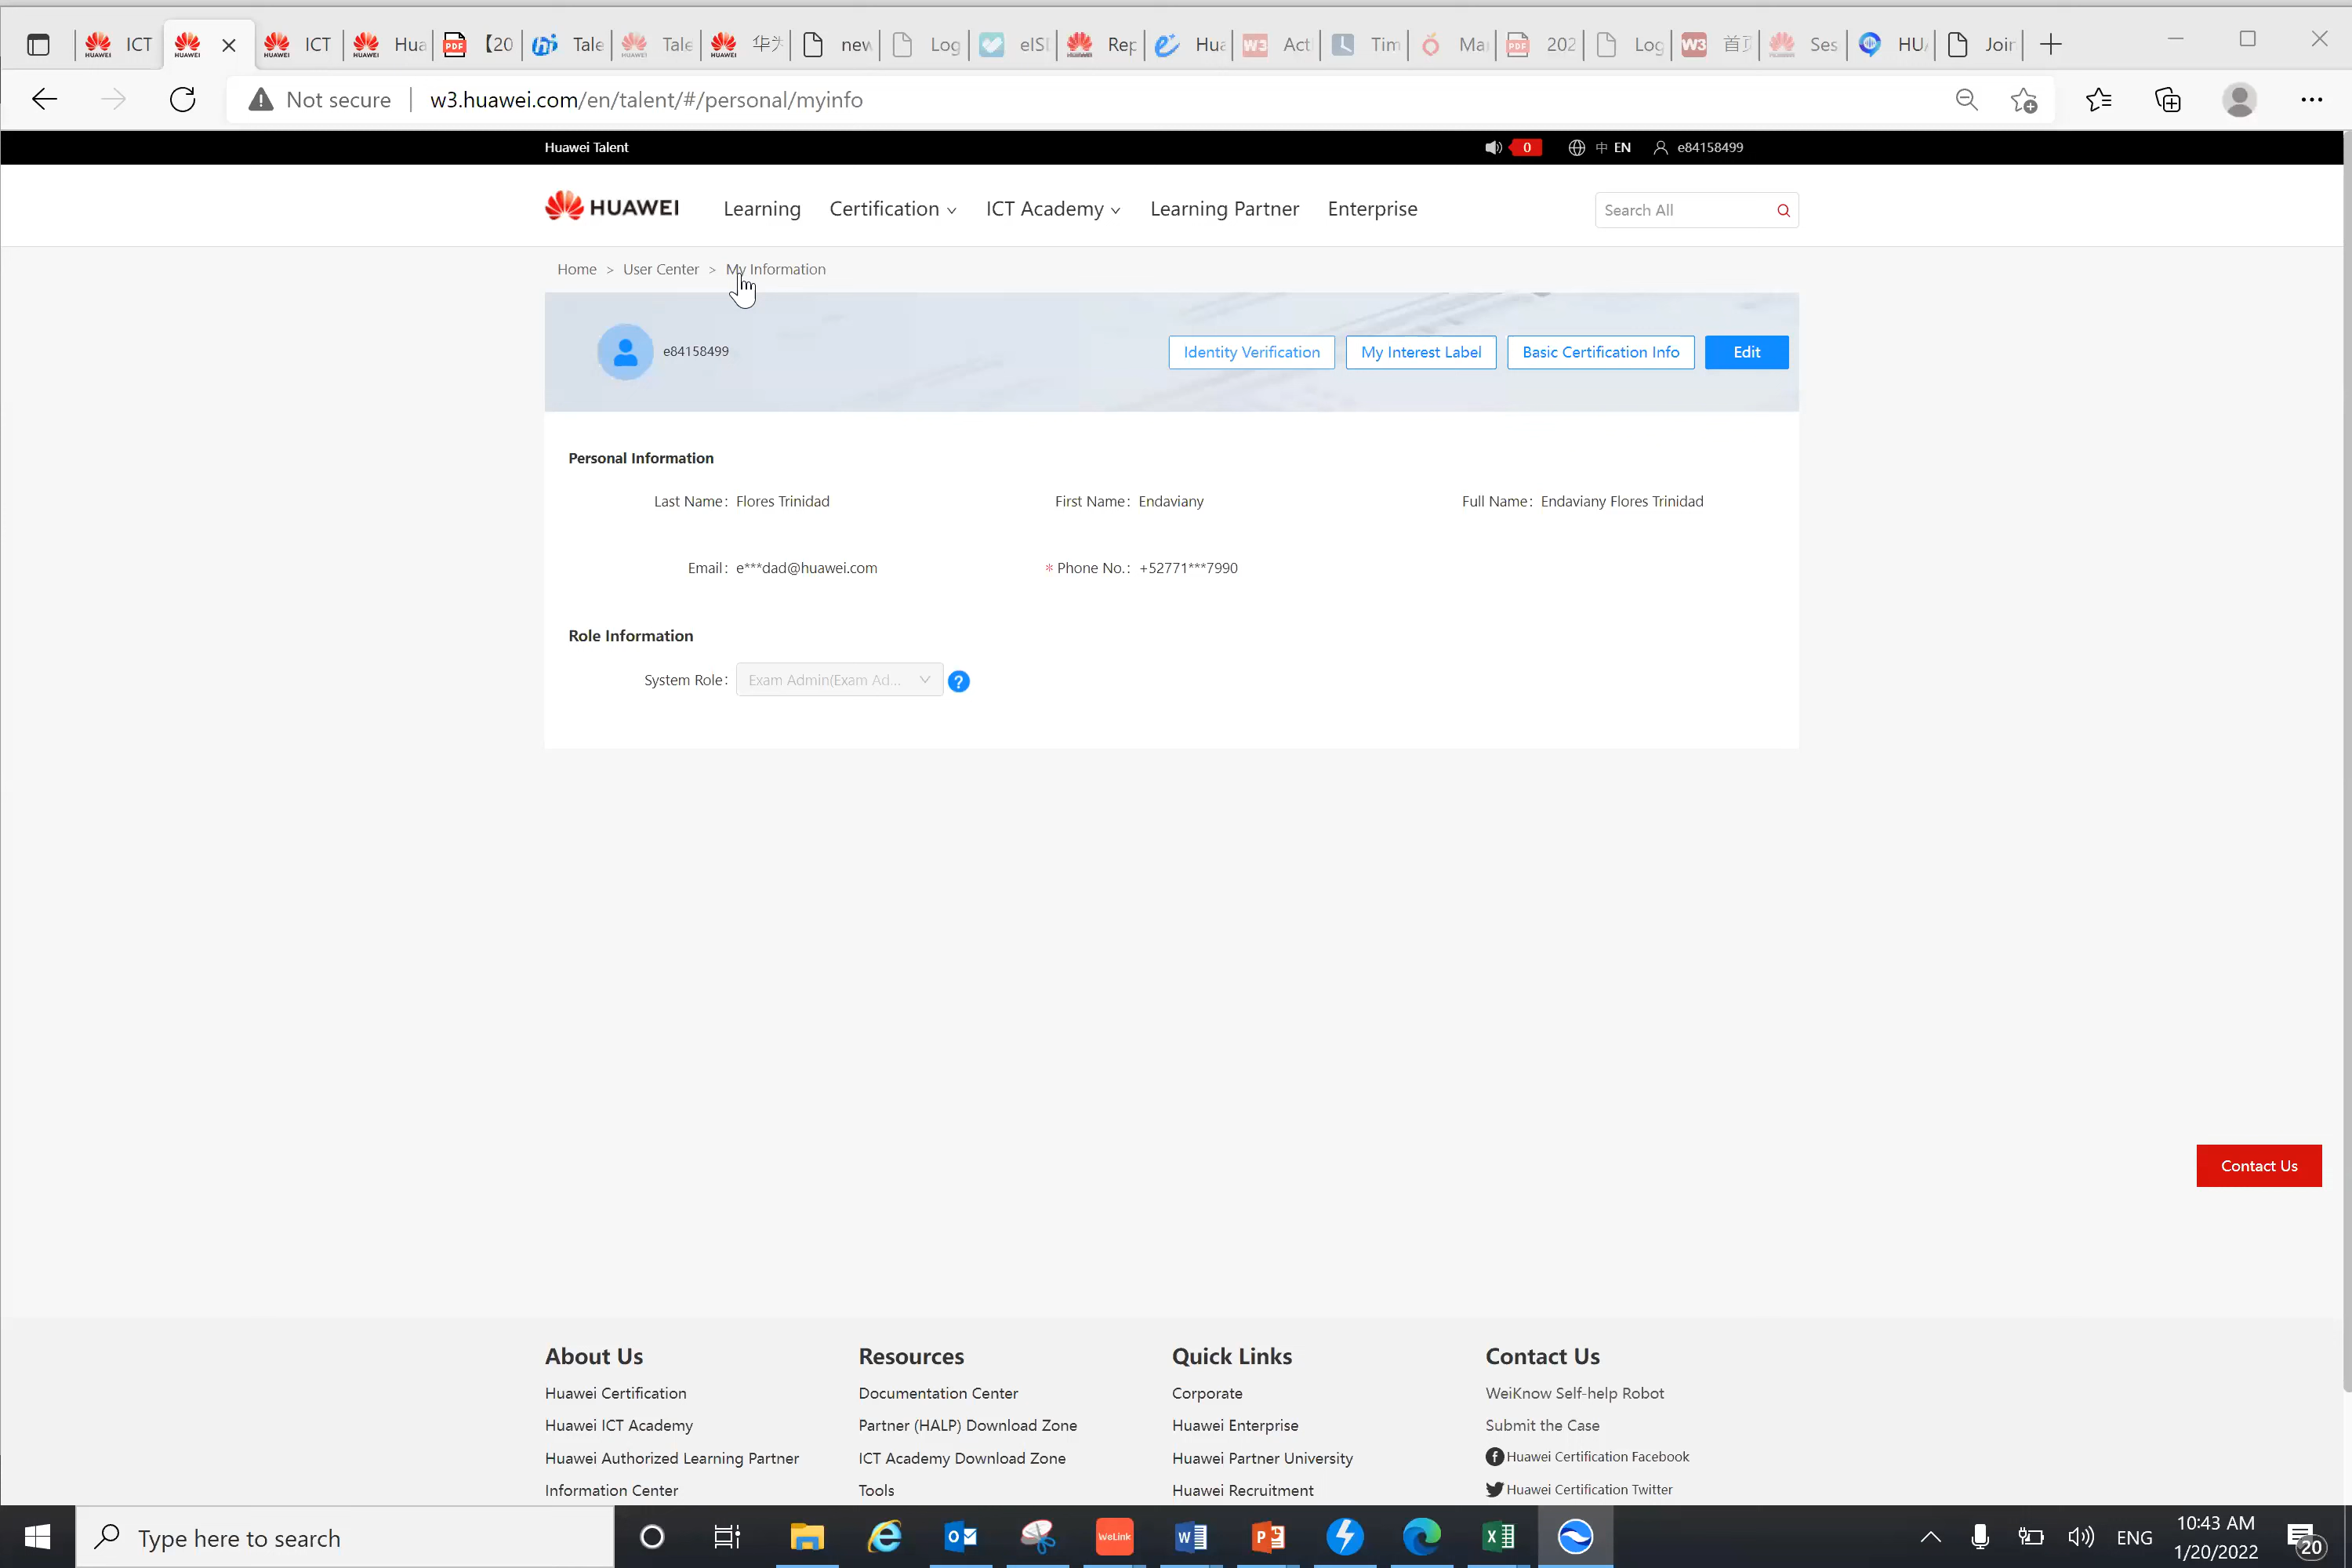 ICT ICT Hua 【20 Tale Tale new Log eISI Rep Hua Act Tim Mar 202 Log 首页 Ses HUA Join
Not secure w3.huawei.com/en/talent/#/personal/myinfo
Huawei Talent 0 中 EN e84158499
HUAWEI Learning Certification ICT Academy Learning Partner Enterprise Search All
Home > User Center > My Information
e84158499 Identity Verification My Interest Label Basic Certification Info Edit
Personal Information
Last Name: Flores Trinidad First Name: Endaviany Full Name: Endaviany Flores Trinidad
Email: e***dad@huawei.com * Phone No.: +52771***7990
Role Information
System Role: Exam Admin(Exam Ad... ?
Contact Us
About Us Resources Quick Links Contact Us
Huawei Certification Documentation Center Corporate WeiKnow Self-help Robot
Huawei ICT Academy Partner (HALP) Download Zone Huawei Enterprise Submit the Case
Huawei Authorized Learning Partner ICT Academy Download Zone Huawei Partner University Huawei Certification Facebook
Information Center Tools Huawei Recruitment Huawei Certification Twitter
Type here to search WeLink ENG 10:43 AM
1/20/2022 20